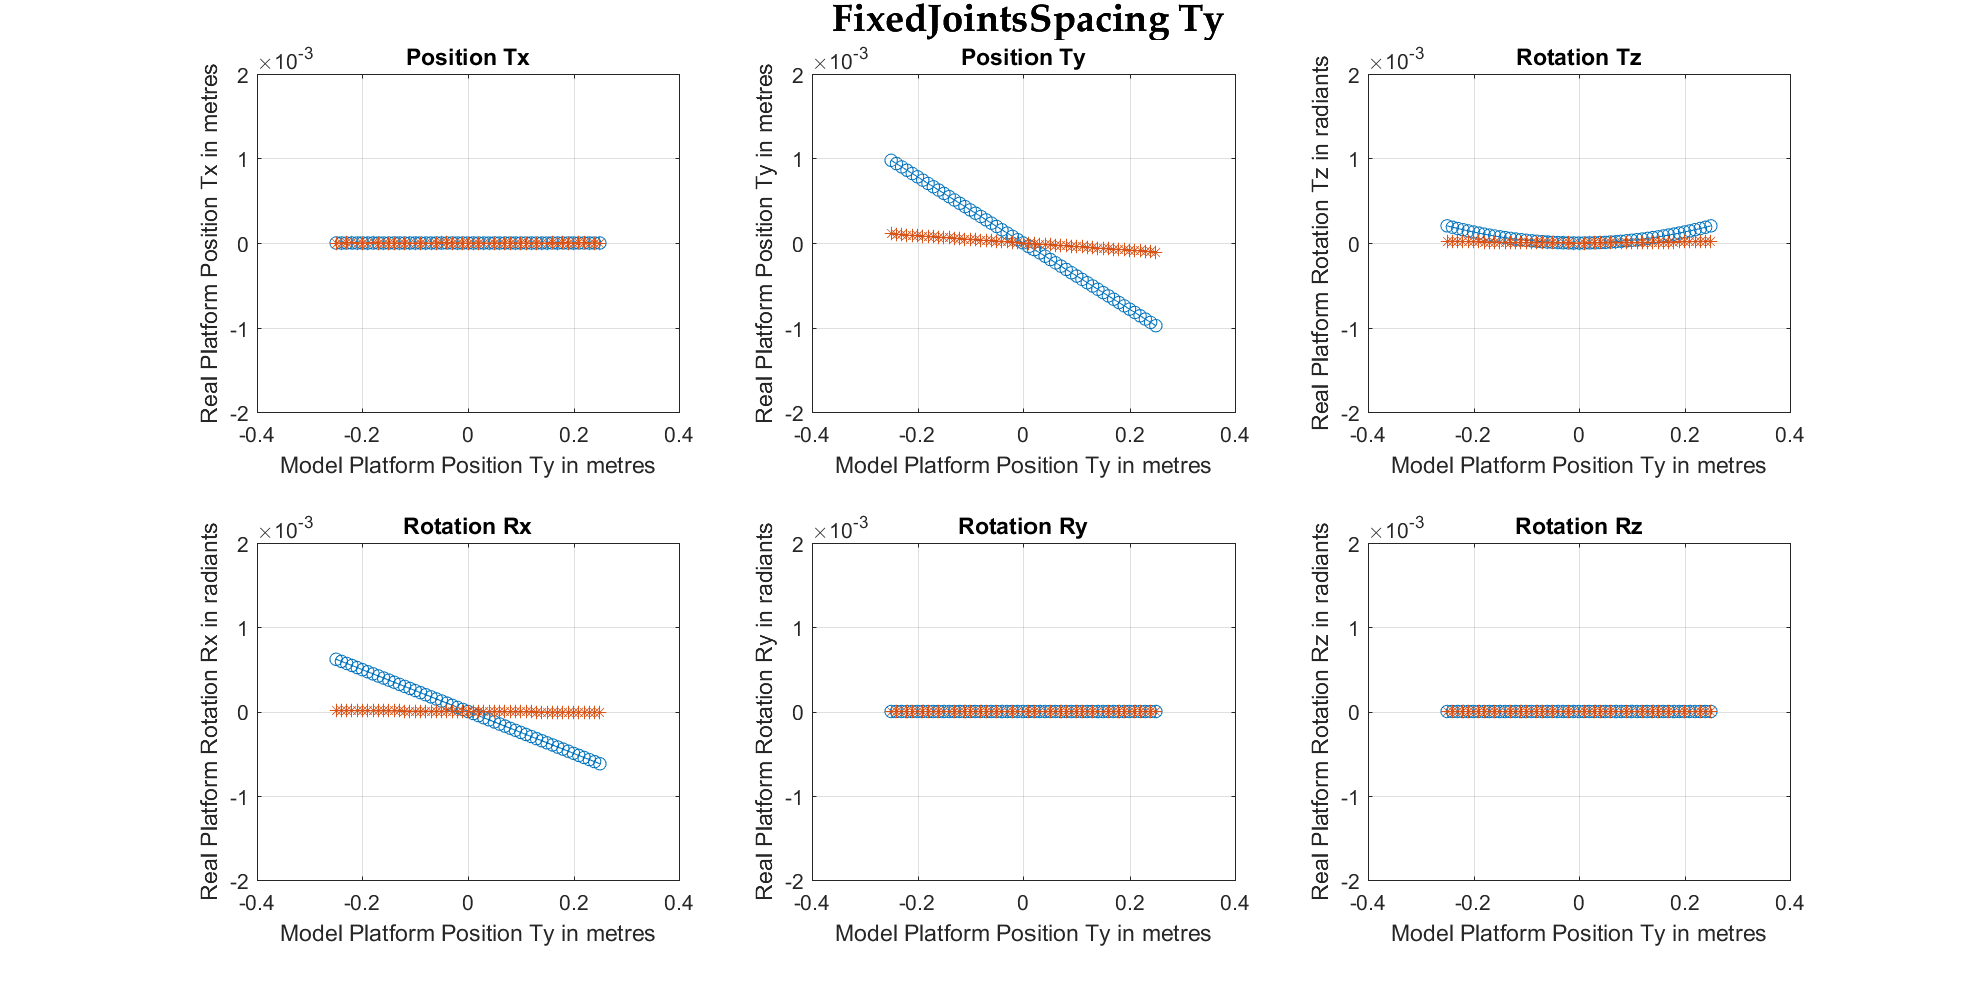 FixedJointsSpacing Ty
Position Tx
×10-3
Real Platform Position Tx in metres
2
1
0
-1
-2
-0.4 -0.2 0 0.2 0.4
Model Platform Position Ty in metres
Position Ty
×10-3
Real Platform Position Ty in metres
2
1
0
-1
-2
-0.4 -0.2 0 0.2 0.4
Model Platform Position Ty in metres
Rotation Tz
×10-3
Real Platform Rotation Tz in radiants
2
1
0
-1
-2
-0.4 -0.2 0 0.2 0.4
Model Platform Position Ty in metres
Rotation Rx
×10-3
Real Platform Rotation Rx in radiants
2
1
0
-1
-2
-0.4 -0.2 0 0.2 0.4
Model Platform Position Ty in metres
Rotation Ry
×10-3
Real Platform Rotation Ry in radiants
2
1
0
-1
-2
-0.4 -0.2 0 0.2 0.4
Model Platform Position Ty in metres
Rotation Rz
×10-3
Real Platform Rotation Rz in radiants
2
1
0
-1
-2
-0.4 -0.2 0 0.2 0.4
Model Platform Position Ty in metres